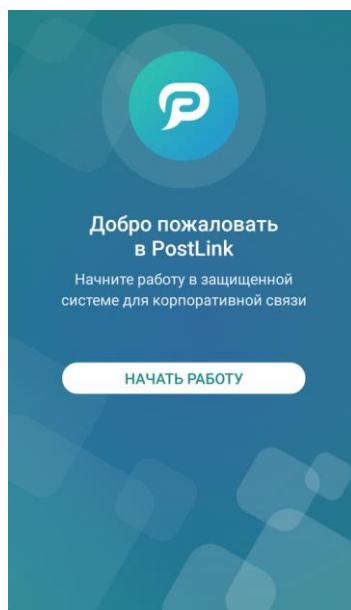 Добро пожаловать
в PostLink
Начните работу в защищенной
системе для корпоративной связи
НАЧАТЬ РАБОТУ